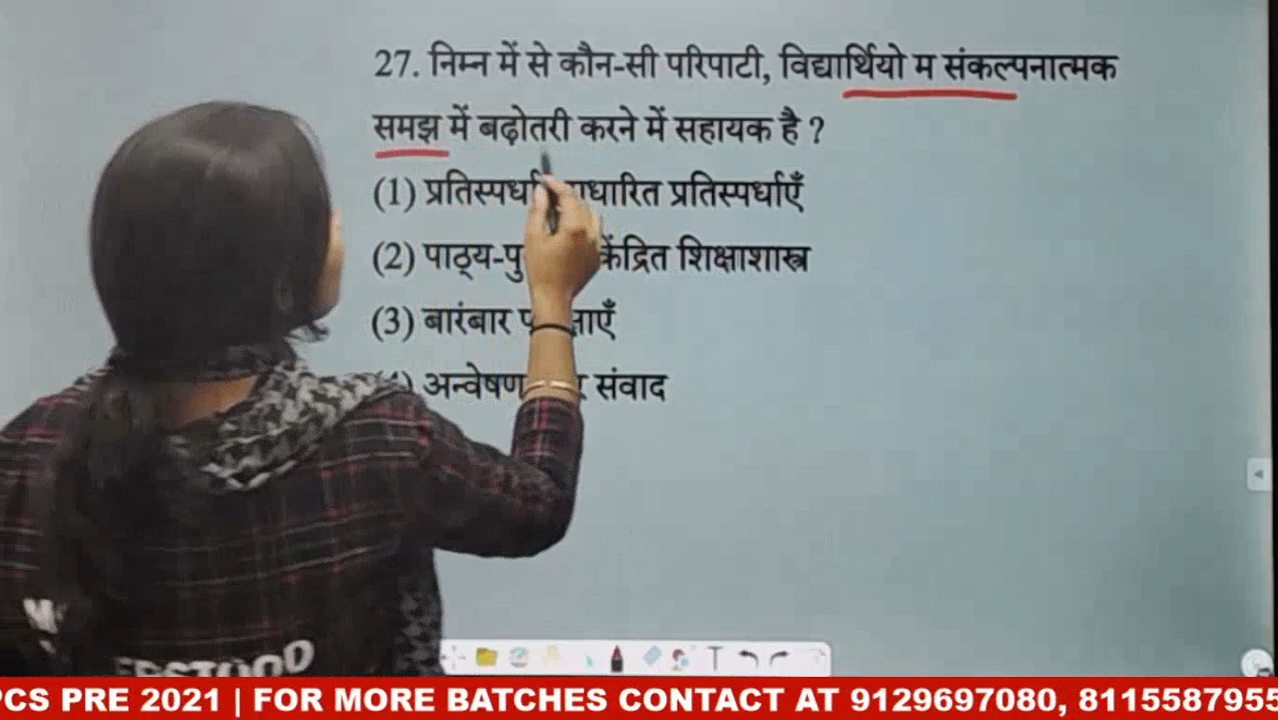 27. निम्न में से कौन-सी परिपाटी, विद्यार्थियो म संकल्पनात्मक
समझ में बढ़ोतरी करने में सहायक है ?
(1) प्रतिस्पर्धा प्रतिस्पर्धाएँ
(2) पाठ्य- केंद्रित शिक्षाशास्त्र
(3) बारंबार
अन्वेषण संवाद
PCS PRE 2021 | FOR MORE BATCHES CONTACT AT 9129697080, 8115587955